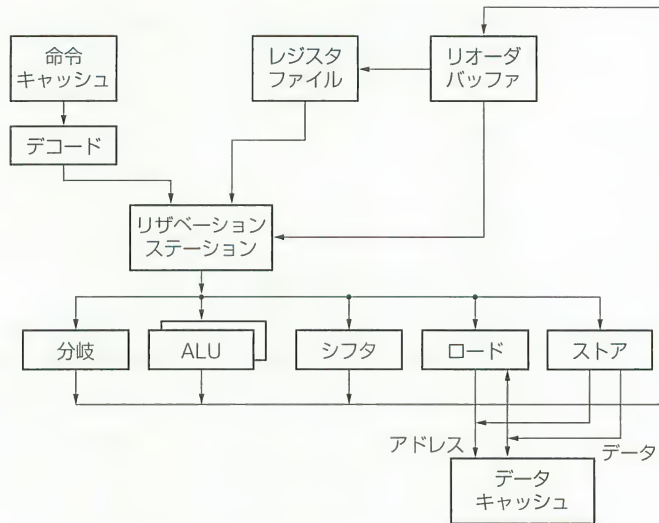 命令
キャッシュ
レジスタ
ファイル
リオーダ
バッファ
デコード
リザベーション
ステーション
分岐
ALU
シフタ
ロード
ストア
アドレス
データ
データ
キャッシュ